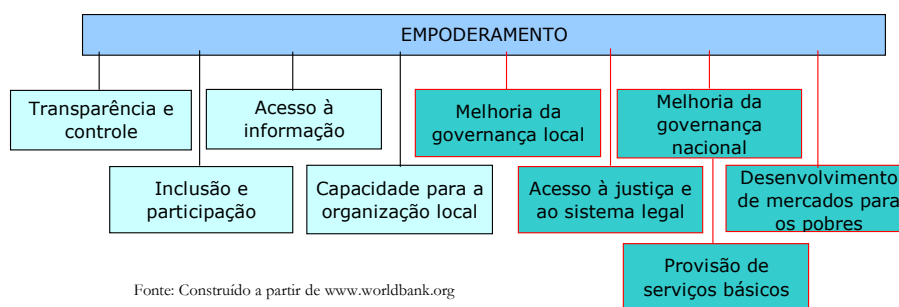 EMPODERAMENTO
Transparência e
controle
Acesso à
informação
Melhoria da
governança local
Melhoria da
governança
nacional
Inclusão e
participação
Capacidade para a
organização local
Acesso à justiça e
ao sistema legal
Desenvolvimento
de mercados para
os pobres
Provisão de
serviços básicos
Fonte: Construído a partir de www.worldbank.org